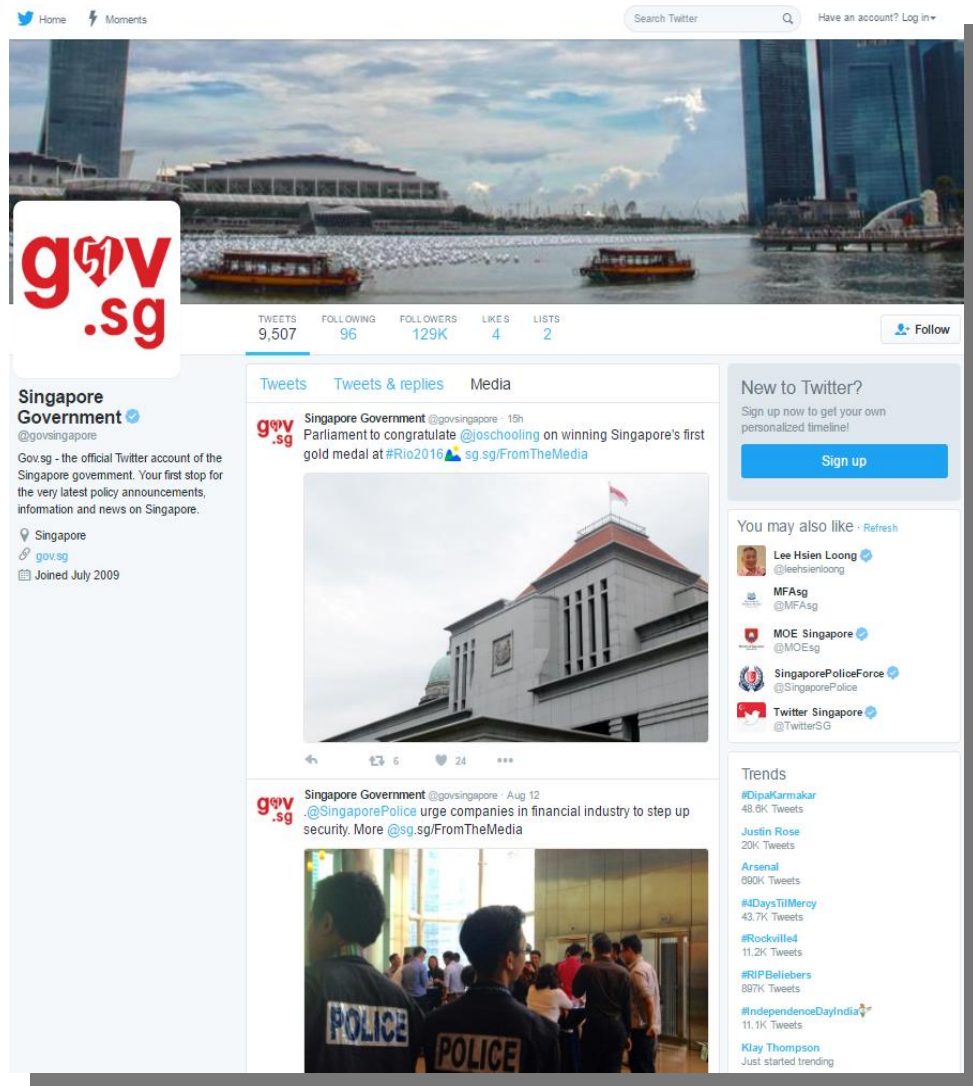 Home
Moments
Search Twitter
Have an account? Log in
gov
51
.sg
TWEETS
9,507
FOLLOWING
96
FOLLOWERS
129K
LIKES
4
LISTS
2
Follow
Singapore
Government
@govsingapore
Gov.sg - the official Twitter account of the
Singapore government. Your first stop for
the very latest policy announcements,
information and news on Singapore.
Singapore
gov.sg
Joined July 2009
Tweets
Tweets & replies
Media
gov
.sg
Singapore Government @govsingapore · 15h
Parliament to congratulate @joschooling on winning Singapore's first
gold medal at #Rio2016 sg.sg/FromTheMedia
6
24
gov
.sg
Singapore Government @govsingapore · Aug 12
.@SingaporePolice urge companies in financial industry to step up
security. More @sg.sg/FromTheMedia
POLICE
POLICE
New to Twitter?
Sign up now to get your own
personalized timeline!
Sign up
You may also like · Refresh
Lee Hsien Loong
@leehsienloong
MFAsg
@MFAsg
MOE Singapore
@MOEsg
SingaporePoliceForce
@SingaporePolice
Twitter Singapore
@TwitterSG
Trends
#DipaKarmakar
48.6K Tweets
Justin Rose
20K Tweets
Arsenal
690K Tweets
#4DaysTilMercy
43.7K Tweets
#Rockville4
11.2K Tweets
#RIPBeliebers
897K Tweets
#IndependenceDayIndia
11.1K Tweets
Klay Thompson
Just started trending